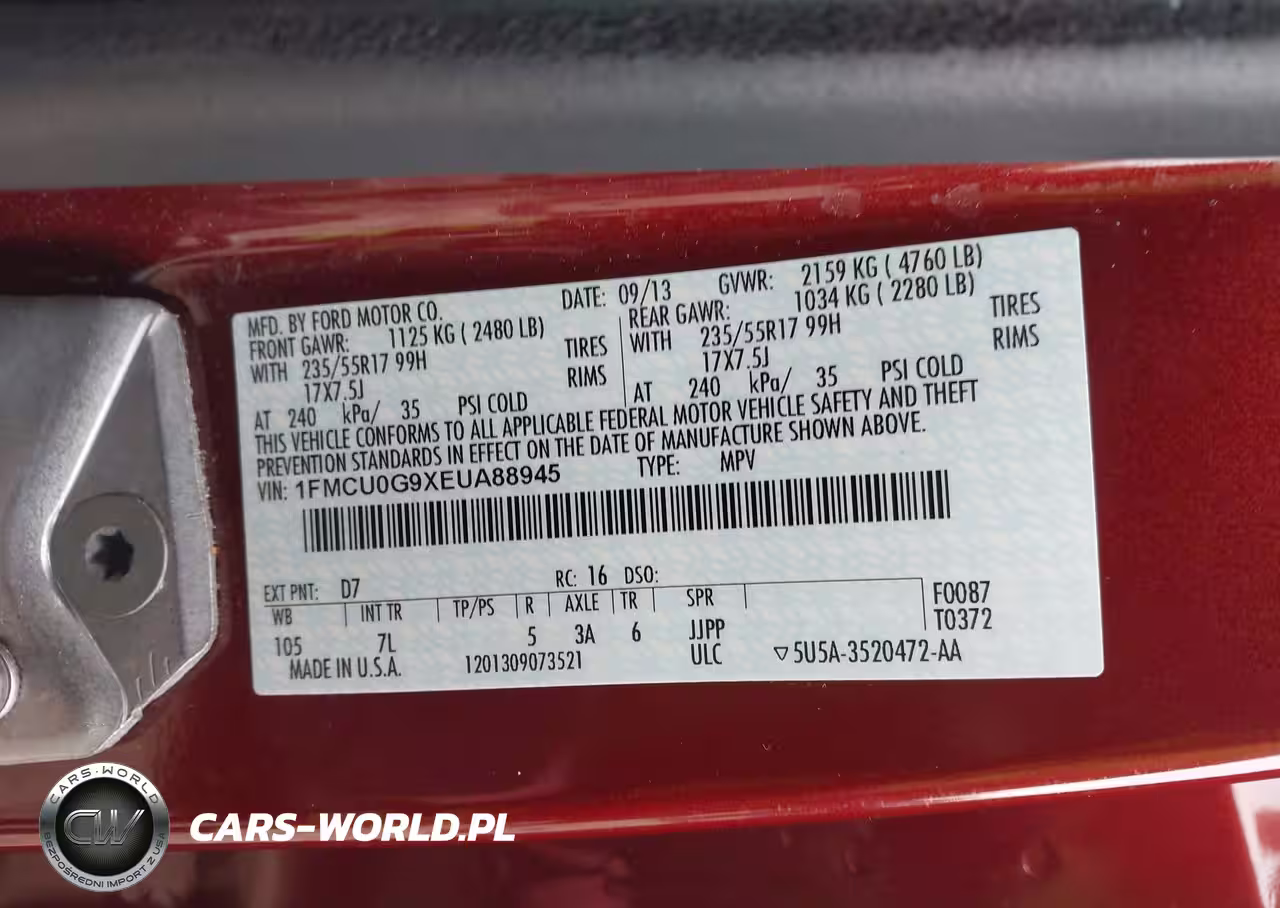 MFD. BY FORD MOTOR CO. DATE: 09/13 GVWR: 2159 KG ( 4760 LB)
FRONT GAWR: 1125 KG ( 2480 LB) REAR GAWR: 1034 KG ( 2280 LB)
WITH 235/55R17 99H TIRES WITH 235/55R17 99H TIRES
17X7.5J RIMS 17X7.5J RIMS
AT 240 kPa/ 35 PSI COLD AT 240 kPa/ 35 PSI COLD
THIS VEHICLE CONFORMS TO ALL APPLICABLE FEDERAL MOTOR VEHICLE SAFETY AND THEFT
PREVENTION STANDARDS IN EFFECT ON THE DATE OF MANUFACTURE SHOWN ABOVE.
VIN: 1FMCU0G9XEUA88945 TYPE: MPV
EXT PNT: D7 RC: 16 DSO:
WB INT TR TP/PS R AXLE TR SPR F0087
T0372
105 7L 5 3A 6 JJPP
MADE IN U.S.A. 1201309073521 ULC ▽5U5A-3520472-AA
CARS-WORLD
CW
BEZPOŚREDNI IMPORT Z USA
CARS-WORLD.PL